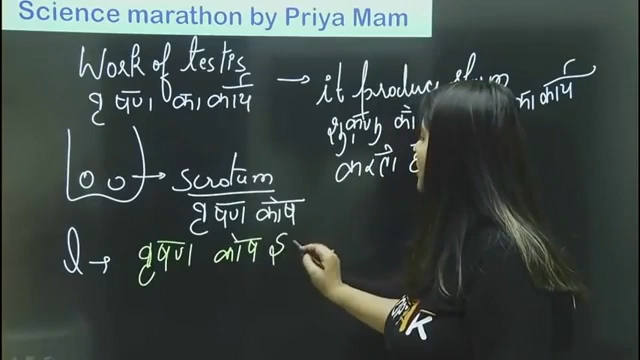 Science marathon by Priya Mam
Work of testis → it produce
वृषण का कार्य
शुक्राणु को का कार्य
करते है
→ scrotum
वृषण कोष
→ वृषण कोष
K